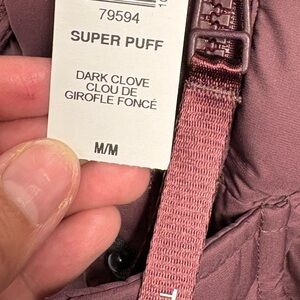 79594
SUPER PUFF
DARK CLOVE
CLOU DE
GIROFLE FONCÉ
M/M